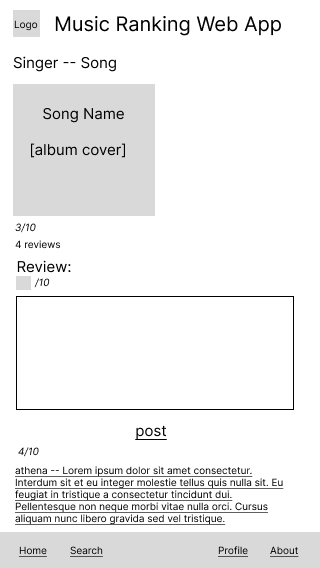 Logo
Music Ranking Web App
Singer -- Song
Song Name
[album cover]
3/10
4 reviews
Review:
/10
post
4/10
athena -- Lorem ipsum dolor sit amet consectetur.
Interdum sit et eu integer molestie tellus quis nulla sit. Eu
feugiat in tristique a consectetur tincidunt dui.
Pellentesque non neque morbi vitae nulla orci. Cursus
aliquam nunc libero gravida sed vel tristique.
Home
Search
Profile
About